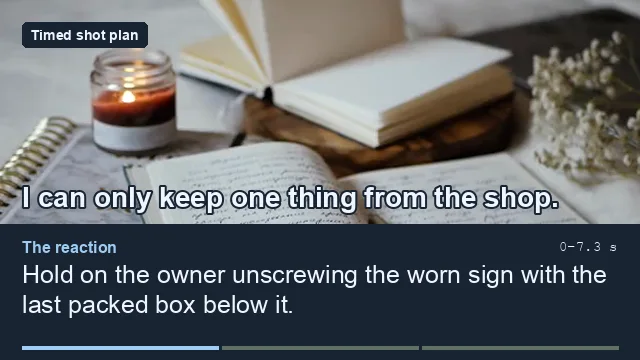 Timed shot plan
I can only keep one thing from the shop.
The reaction
0–7.3 s
Hold on the owner unscrewing the worn sign with the
last packed box below it.